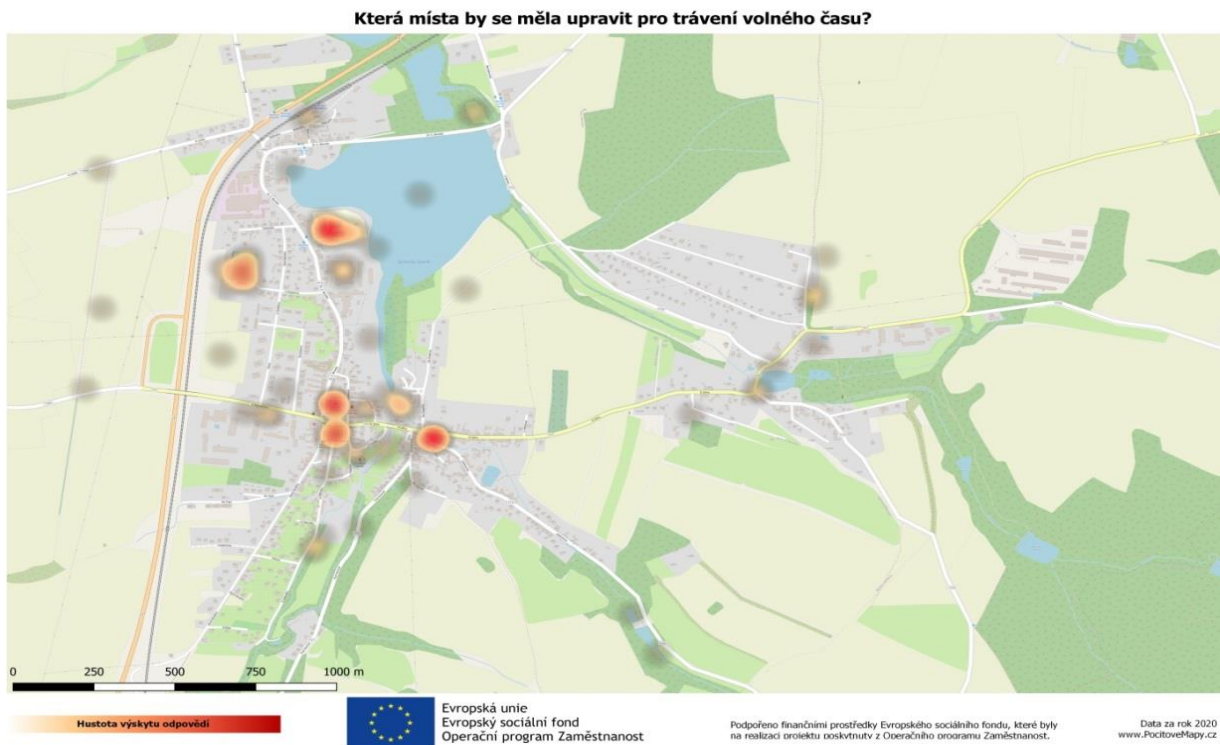 Která místa by se měla upravit pro trávení volného času?
0 250 500 750 1000 m
Hustota výskytu odpovědí
Evropská unie
Evropský sociální fond
Operační program Zaměstnanost
Podpořeno finančními prostředky Evropského sociálního fondu, které byly
na realizaci projektu poskytnuty z Operačního programu Zaměstnanost.
Data za rok 2020
www.PocitoveMapy.cz